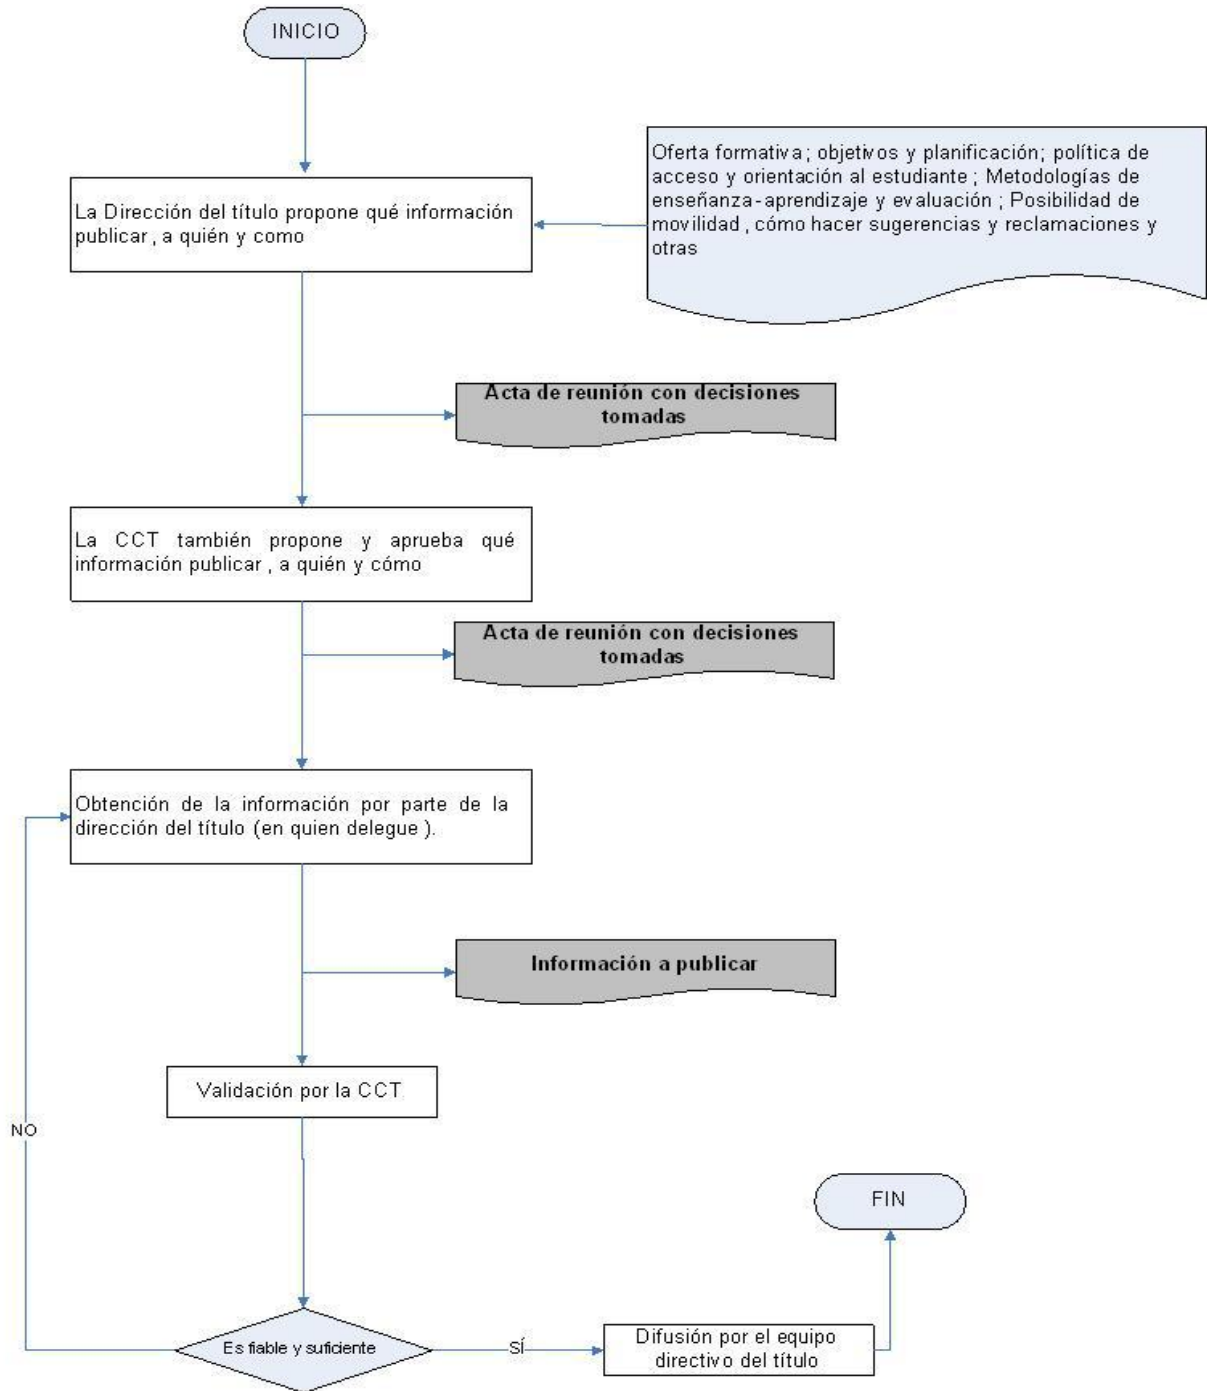 INICIO
Oferta formativa ; objetivos y planificación; política de
acceso y orientación al estudiante ; Metodologías de
enseñanza-aprendizaje y evaluación ; Posibilidad de
movilidad , cómo hacer sugerencias y reclamaciones y
otras
La Dirección del título propone qué información
publicar , a quién y como
Acta de reunión con decisiones
tomadas
La CCT también propone y aprueba qué
información publicar , a quién y cómo
Acta de reunión con decisiones
tomadas
Obtención de la información por parte de la
dirección del título (en quien delegue ).
Información a publicar
Validación por la CCT
NO
FIN
Es fiable y suficiente
SÍ
Difusión por el equipo
directivo del título